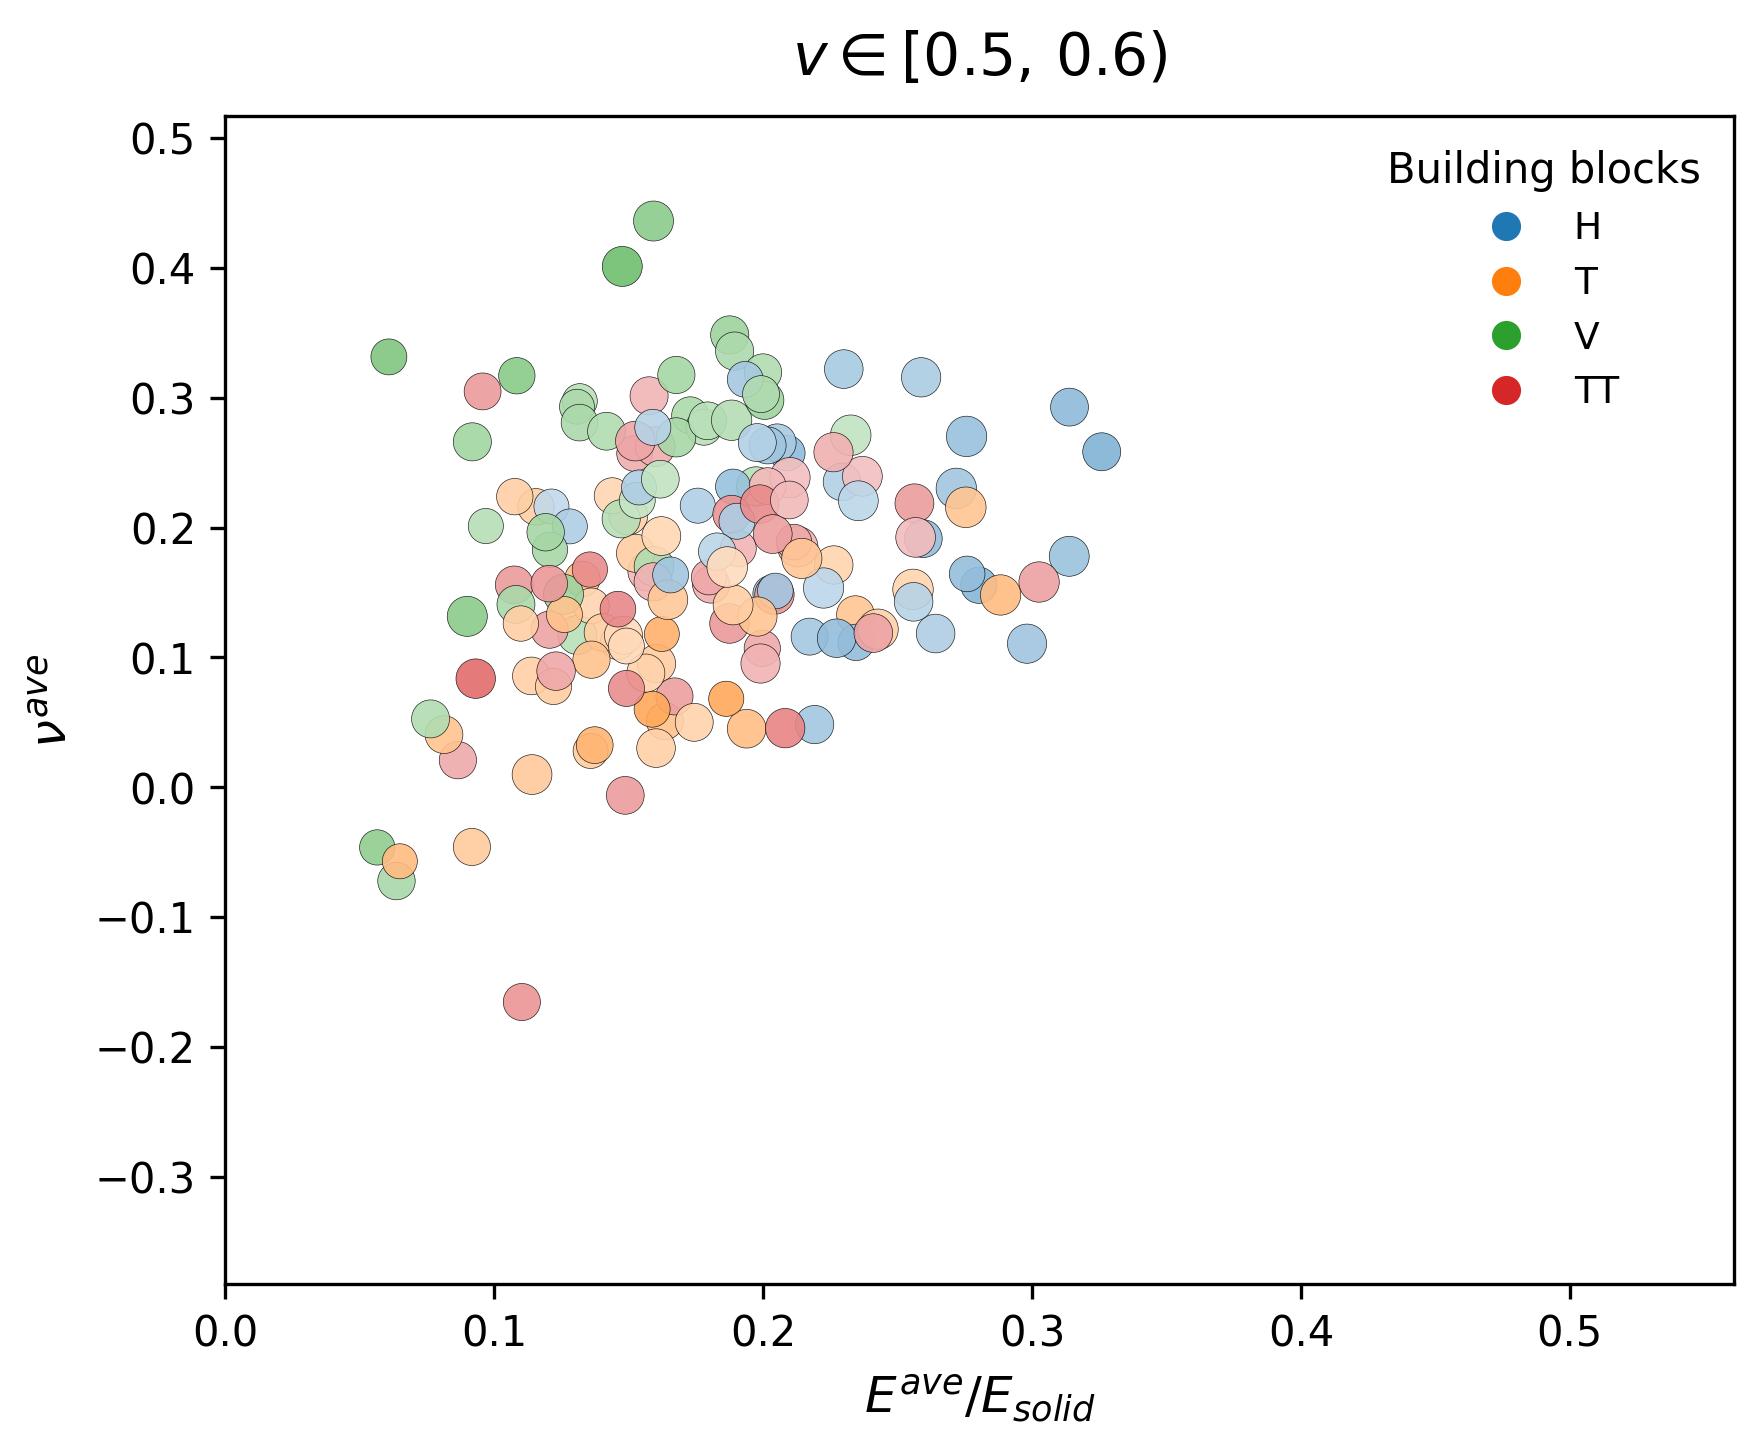 v ∈ [0.5, 0.6)
0.5
0.4
0.3
0.2
0.1
0.0
−0.1
−0.2
−0.3
ν^ave
0.0 0.1 0.2 0.3 0.4 0.5
E^ave/E_solid
Building blocks
H
T
V
TT